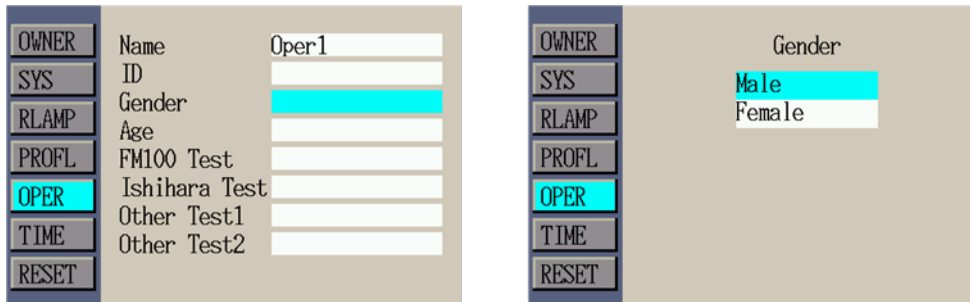 OWNER
SYS
RLAMP
PROFL
OPER
TIME
RESET
Name Oper1
ID
Gender
Age
FM100 Test
Ishihara Test
Other Test1
Other Test2
OWNER
SYS
RLAMP
PROFL
OPER
TIME
RESET
Gender
Male
Female